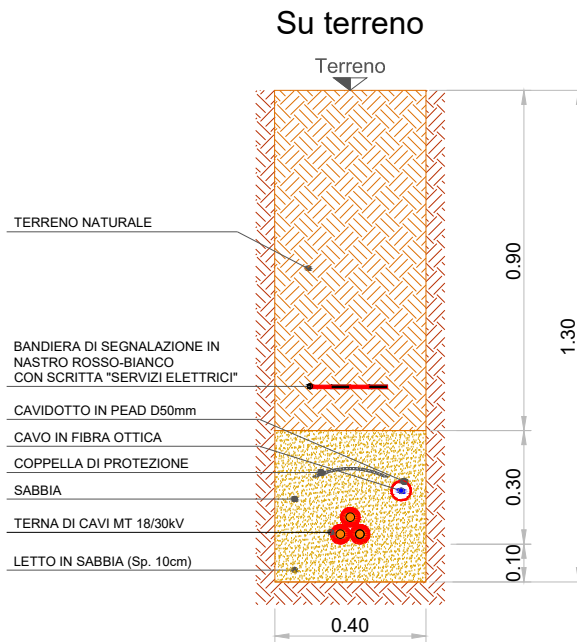 Su terreno
Terreno
TERRENO NATURALE
BANDIERA DI SEGNALAZIONE IN
NASTRO ROSSO-BIANCO
CON SCRITTA "SERVIZI ELETTRICI"
CAVIDOTTO IN PEAD D50mm
CAVO IN FIBRA OTTICA
COPPELLA DI PROTEZIONE
SABBIA
TERNA DI CAVI MT 18/30kV
LETTO IN SABBIA (Sp. 10cm)
0.90
1.30
0.30
0.10
0.40